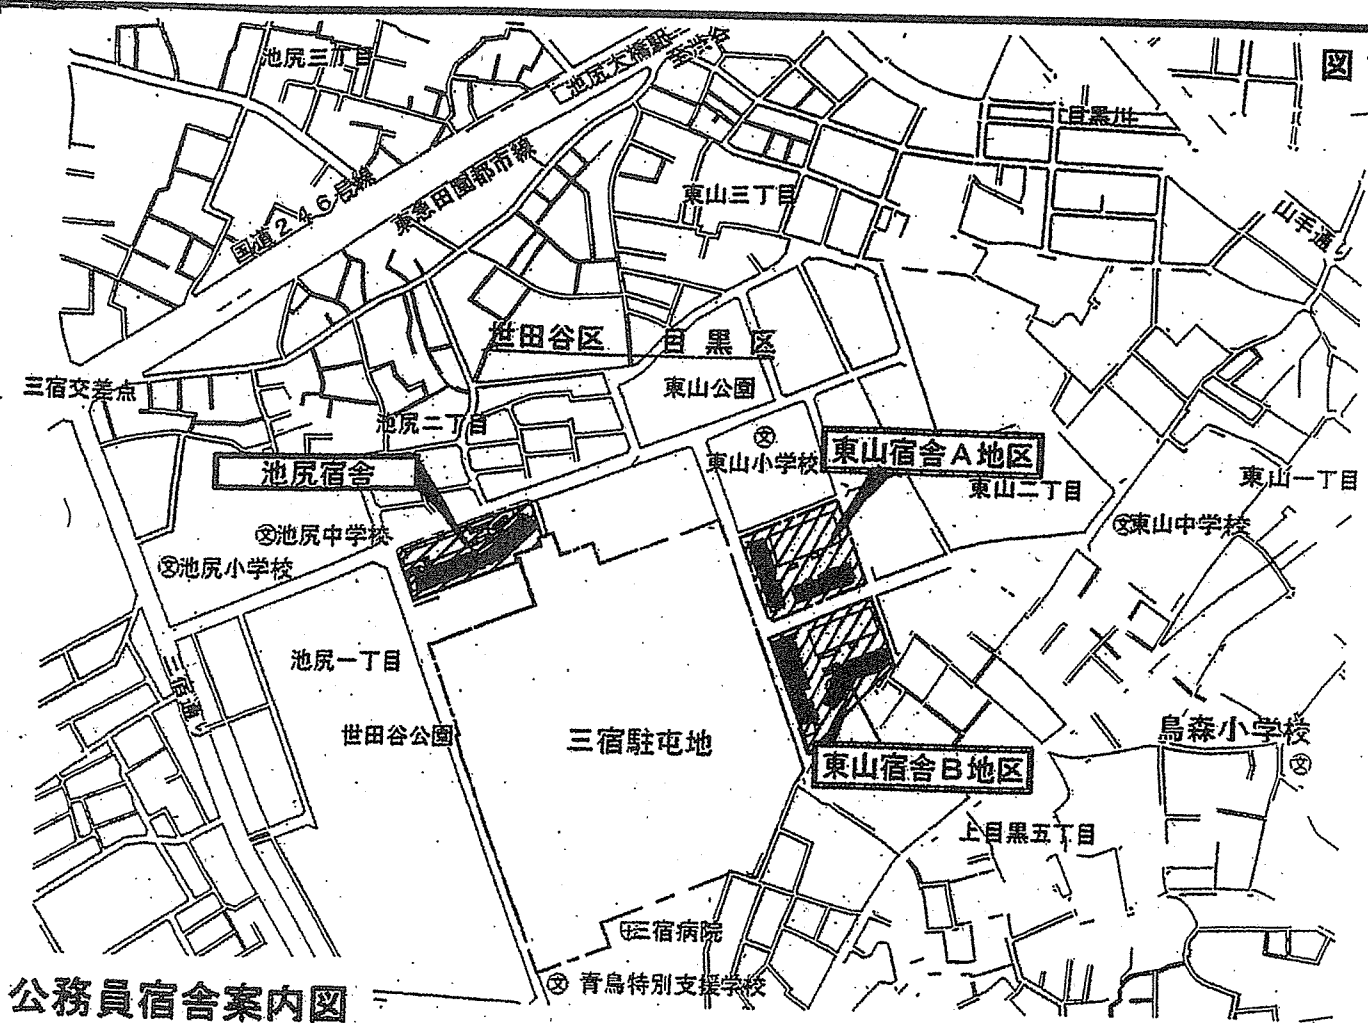 図
池尻三丁目
池尻大橋駅
至渋谷
目黒川
国道246号線
東急田園都市線
東山三丁目
山手通り
世田谷区
目黒区
三宿交差点
東山公園
池尻二丁目
東山小学校
東山宿舎A地区
池尻宿舎
東山二丁目
東山一丁目
池尻中学校
東山中学校
池尻小学校
池尻一丁目
三宿通り
世田谷公園
三宿駐屯地
烏森小学校
東山宿舎B地区
上目黒五丁目
三宿病院
青鳥特別支援学校
公務員宿舎案内図